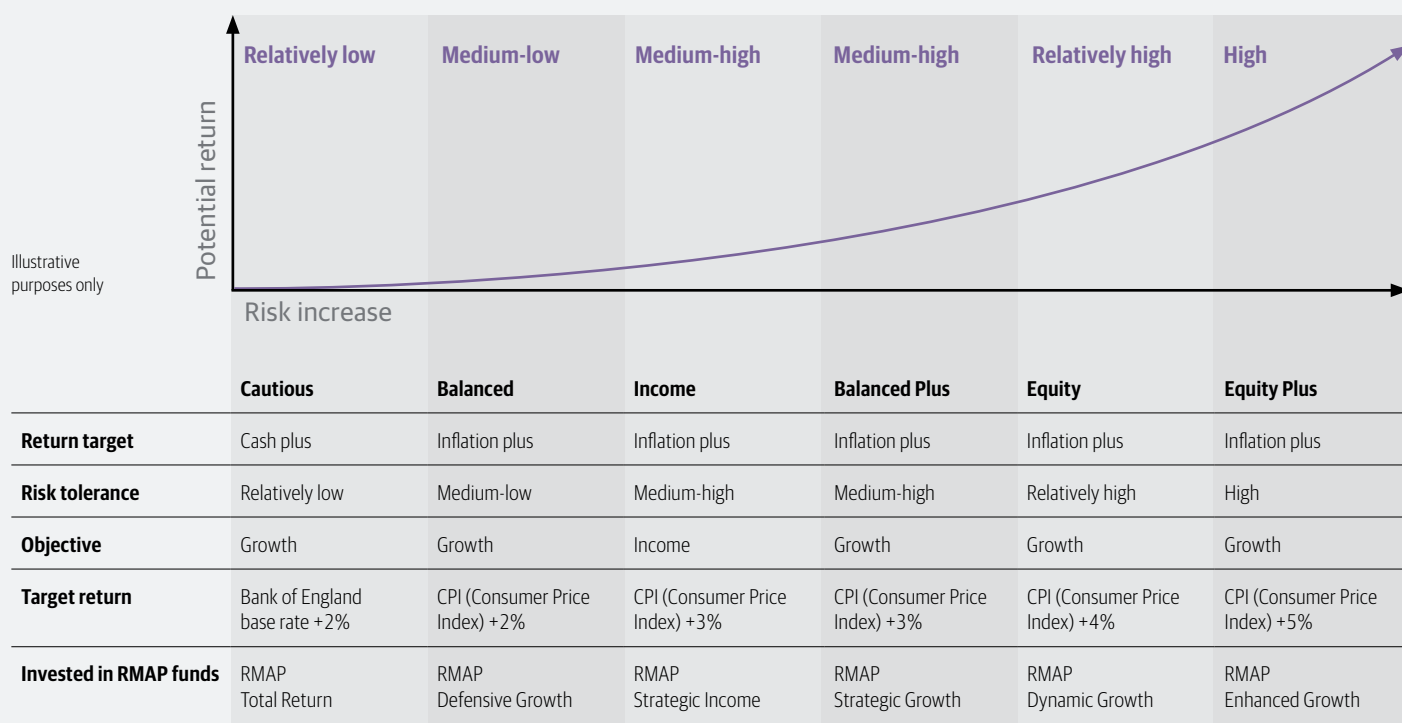 Relatively low Medium-low Medium-high Medium-high Relatively high High
Potential return
Illustrative
purposes only
Risk increase
Cautious Balanced Income Balanced Plus Equity Equity Plus
Return target Cash plus Inflation plus Inflation plus Inflation plus Inflation plus Inflation plus
Risk tolerance Relatively low Medium-low Medium-high Medium-high Relatively high High
Objective Growth Growth Income Growth Growth Growth
Target return Bank of England CPI (Consumer Price CPI (Consumer Price CPI (Consumer Price CPI (Consumer Price CPI (Consumer Price
base rate +2% Index) +2% Index) +3% Index) +3% Index) +4% Index) +5%
Invested in RMAP funds RMAP RMAP RMAP RMAP RMAP RMAP
Total Return Defensive Growth Strategic Income Strategic Growth Dynamic Growth Enhanced Growth